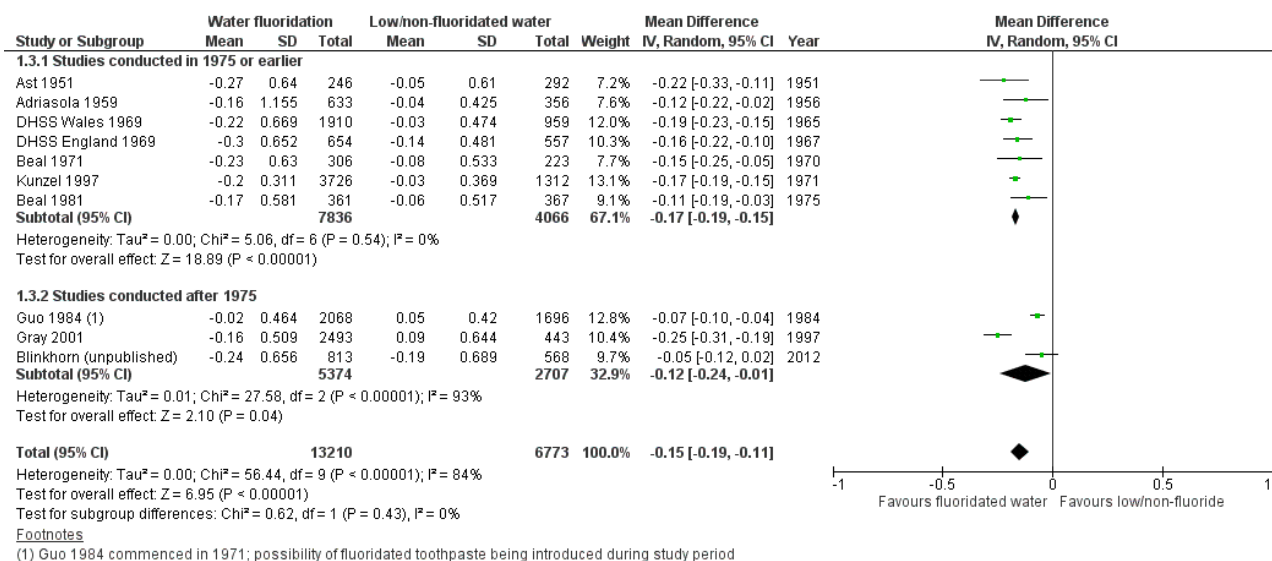 Water fluoridation Low/non-fluoridated water Mean Difference Mean Difference
Study or Subgroup Mean SD Total Mean SD Total Weight IV, Random, 95% CI Year IV, Random, 95% CI
1.3.1 Studies conducted in 1975 or earlier
Ast 1951 -0.27 0.64 246 -0.05 0.61 292 7.2% -0.22 [-0.33, -0.11] 1951
Adriasola 1959 -0.16 1.155 633 -0.04 0.425 356 7.6% -0.12 [-0.22, -0.02] 1956
DHSS Wales 1969 -0.22 0.669 1910 -0.03 0.474 959 12.0% -0.19 [-0.23, -0.15] 1965
DHSS England 1969 -0.3 0.652 654 -0.14 0.481 557 10.3% -0.16 [-0.22, -0.10] 1967
Beal 1971 -0.23 0.63 306 -0.08 0.533 223 7.7% -0.15 [-0.25, -0.05] 1970
Kunzel 1997 -0.2 0.311 3726 -0.03 0.369 1312 13.1% -0.17 [-0.19, -0.15] 1971
Beal 1981 -0.17 0.581 361 -0.06 0.517 367 9.1% -0.11 [-0.19, -0.03] 1975
Subtotal (95% CI) 7836 4066 67.1% -0.17 [-0.19, -0.15]
Heterogeneity: Tau² = 0.00; Chi² = 5.06, df = 6 (P = 0.54); I² = 0%
Test for overall effect: Z = 18.89 (P < 0.00001)
1.3.2 Studies conducted after 1975
Guo 1984 (1) -0.02 0.464 2068 0.05 0.42 1696 12.8% -0.07 [-0.10, -0.04] 1984
Gray 2001 -0.16 0.509 2493 0.09 0.644 443 10.4% -0.25 [-0.31, -0.19] 1997
Blinkhorn (unpublished) -0.24 0.656 813 -0.19 0.689 568 9.7% -0.05 [-0.12, 0.02] 2012
Subtotal (95% CI) 5374 2707 32.9% -0.12 [-0.24, -0.01]
Heterogeneity: Tau² = 0.01; Chi² = 27.58, df = 2 (P < 0.00001); I² = 93%
Test for overall effect: Z = 2.10 (P = 0.04)
Total (95% CI) 13210 6773 100.0% -0.15 [-0.19, -0.11]
Heterogeneity: Tau² = 0.00; Chi² = 56.44, df = 9 (P < 0.00001); I² = 84%
Test for overall effect: Z = 6.95 (P < 0.00001)
Test for subgroup differences: Chi² = 0.62, df = 1 (P = 0.43), I² = 0%
-1 -0.5 0 0.5 1
Favours fluoridated water Favours low/non-fluoride
Footnotes
(1) Guo 1984 commenced in 1971; possibility of fluoridated toothpaste being introduced during study period